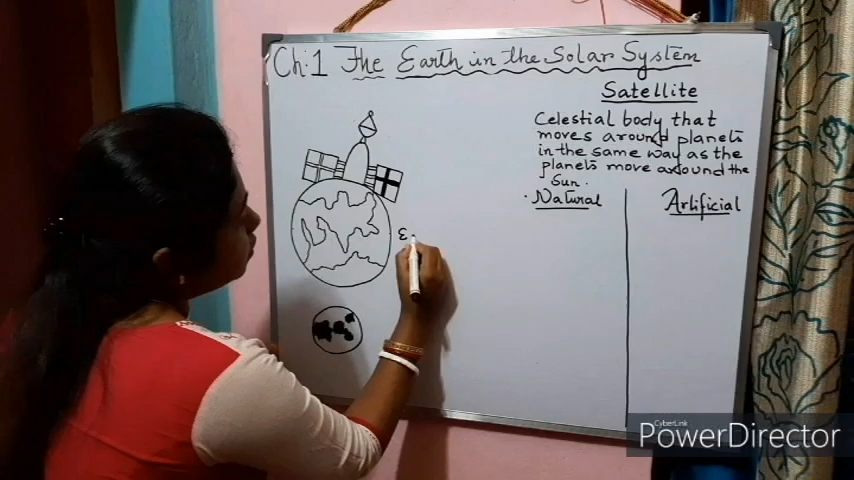 Ch:1 The Earth in the Solar System
Satellite
Celestial body that
moves around planets
in the same way as the
planets move around the
Sun.
Natural
Artificial
E
CyberLink
PowerDirector